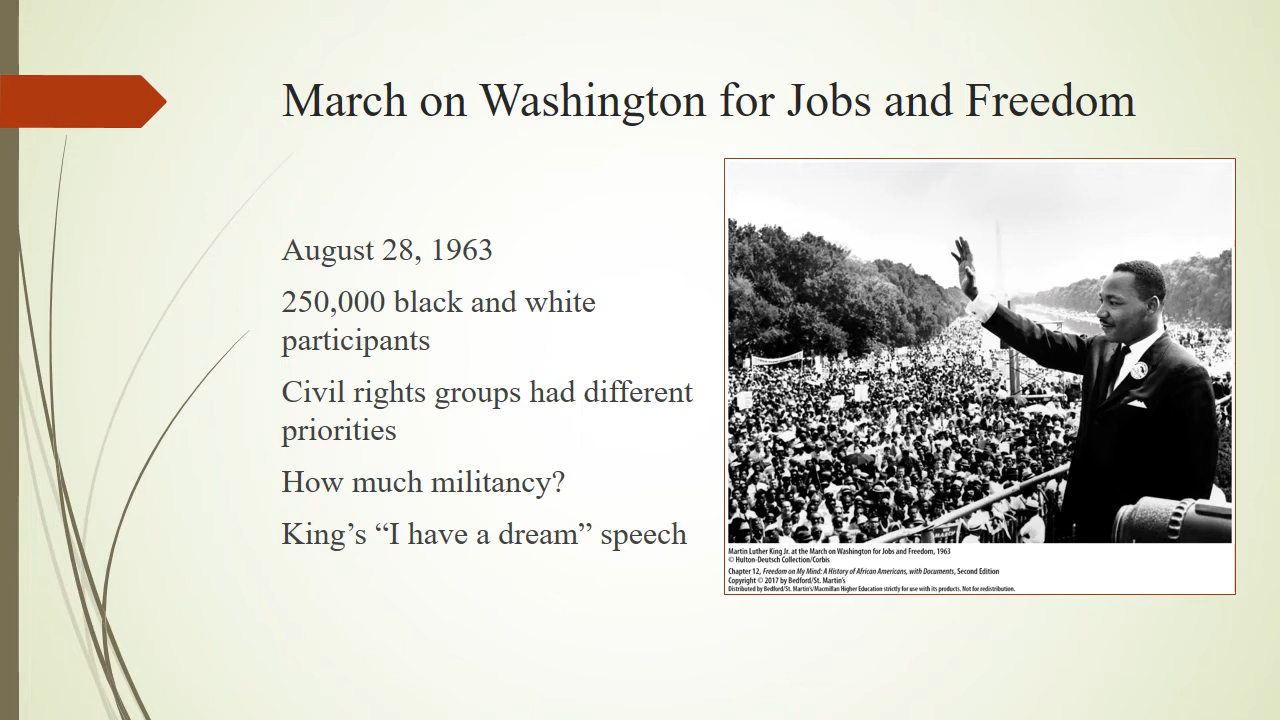 March on Washington for Jobs and Freedom
August 28, 1963
250,000 black and white
participants
Civil rights groups had different
priorities
How much militancy?
King’s “I have a dream” speech
Martin Luther King Jr. at the March on Washington for Jobs and Freedom, 1963
© Hulton-Deutsch Collection/Corbis
Chapter 12, Freedom on My Mind: A History of African Americans, with Documents, Second Edition
Copyright © 2017 by Bedford/St. Martin's
Distributed by Bedford/St. Martin's/Macmillan Higher Education strictly for use with its products. Not for redistribution.